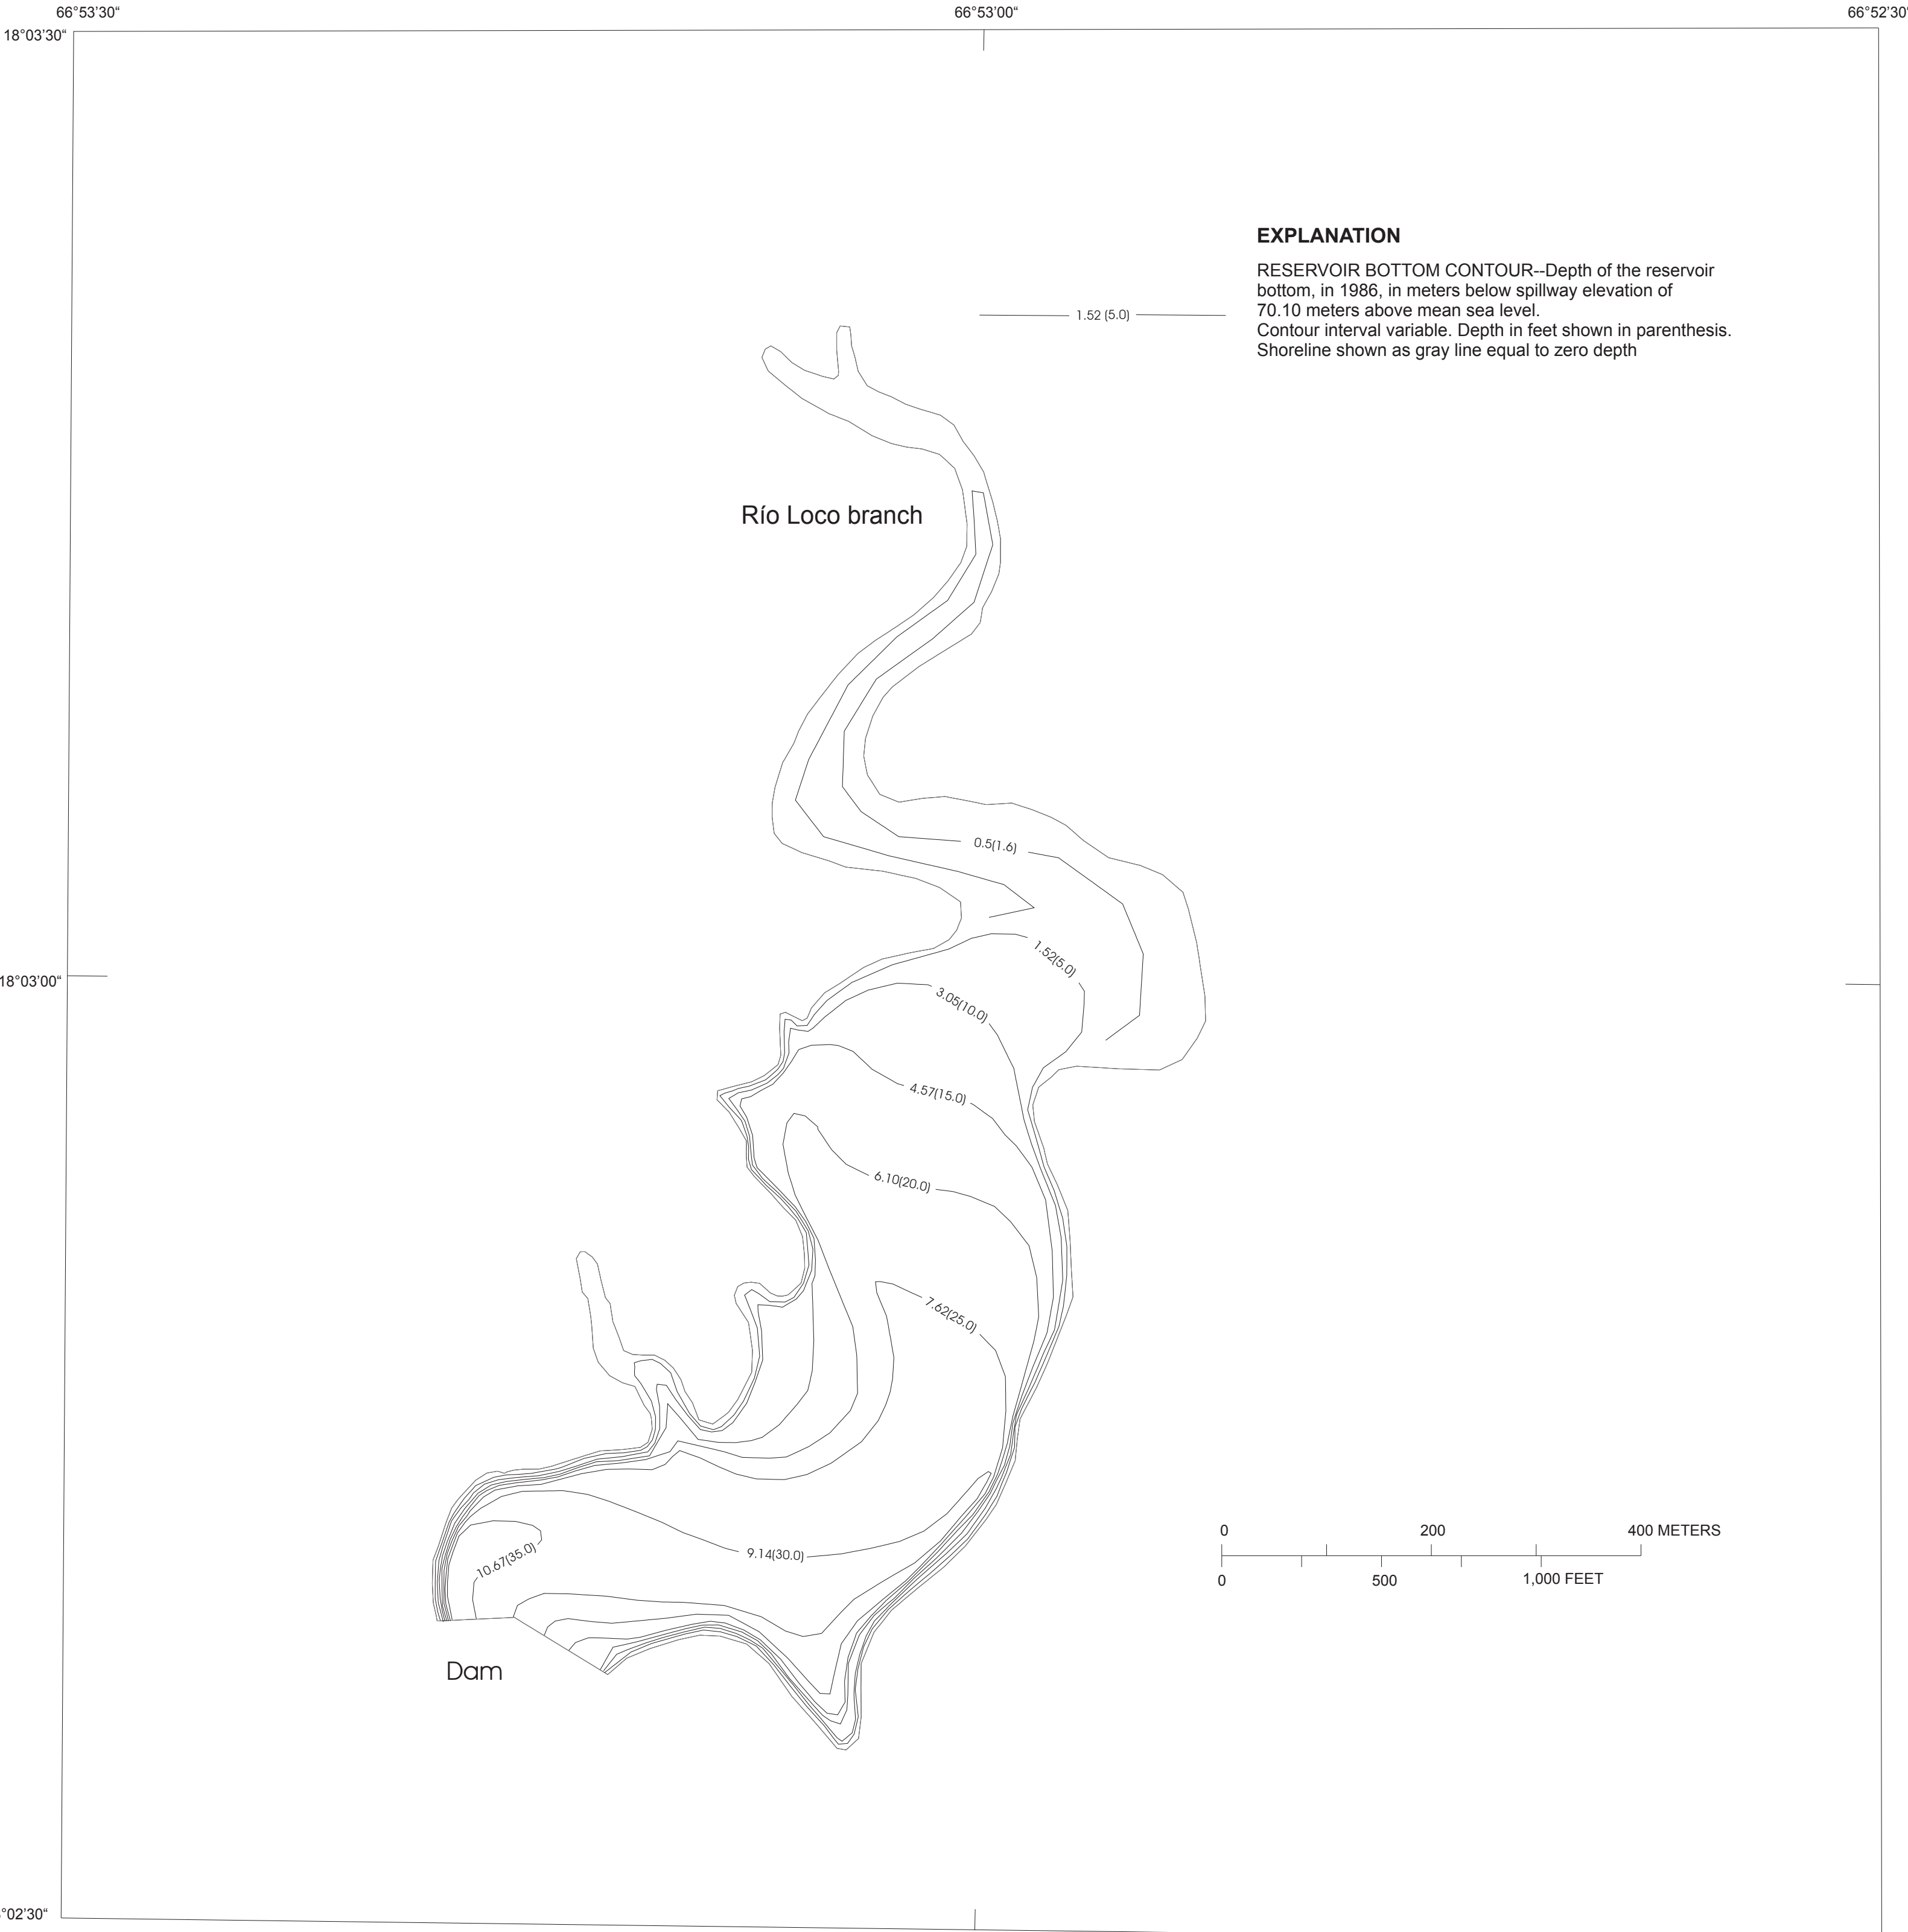 66°53'30“
66°53'00“
66°52'30“
18°03'30“
EXPLANATION
RESERVOIR BOTTOM CONTOUR--Depth of the reservoir
bottom, in 1986, in meters below spillway elevation of
70.10 meters above mean sea level.
Contour interval variable. Depth in feet shown in parenthesis.
Shoreline shown as gray line equal to zero depth
1.52 (5.0)
Río Loco branch
0.5(1.6)
1.52(5.0)
18°03'00“
3.05(10.0)
4.57(15.0)
6.10(20.0)
7.62(25.0)
9.14(30.0)
10.67(35.0)
0 200 400 METERS
0 500 1,000 FEET
Dam
°02'30“